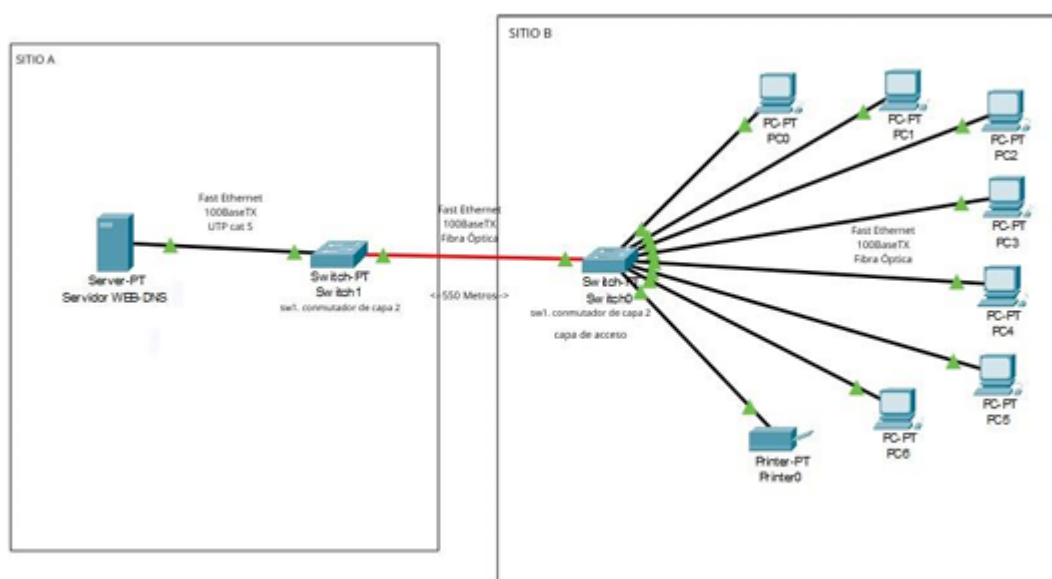 SITIO A
Fast Ethernet
100BaseTX
UTP cat 5
Server-PT
Servidor WEB-DNS
Switch-PT
Switch1
sw1. conmutador de capa 2
Fast Ethernet
100BaseTX
Fibra Óptica
<--550 Metros-->
SITIO B
Switch-PT
Switch0
sw1. conmutador de capa 2
capa de acceso
PC-PT
PC0
PC-PT
PC1
PC-PT
PC2
PC-PT
PC3
Fast Ethernet
100BaseTX
Fibra Óptica
PC-PT
PC4
PC-PT
PC5
PC-PT
PC6
Printer-PT
Printer0